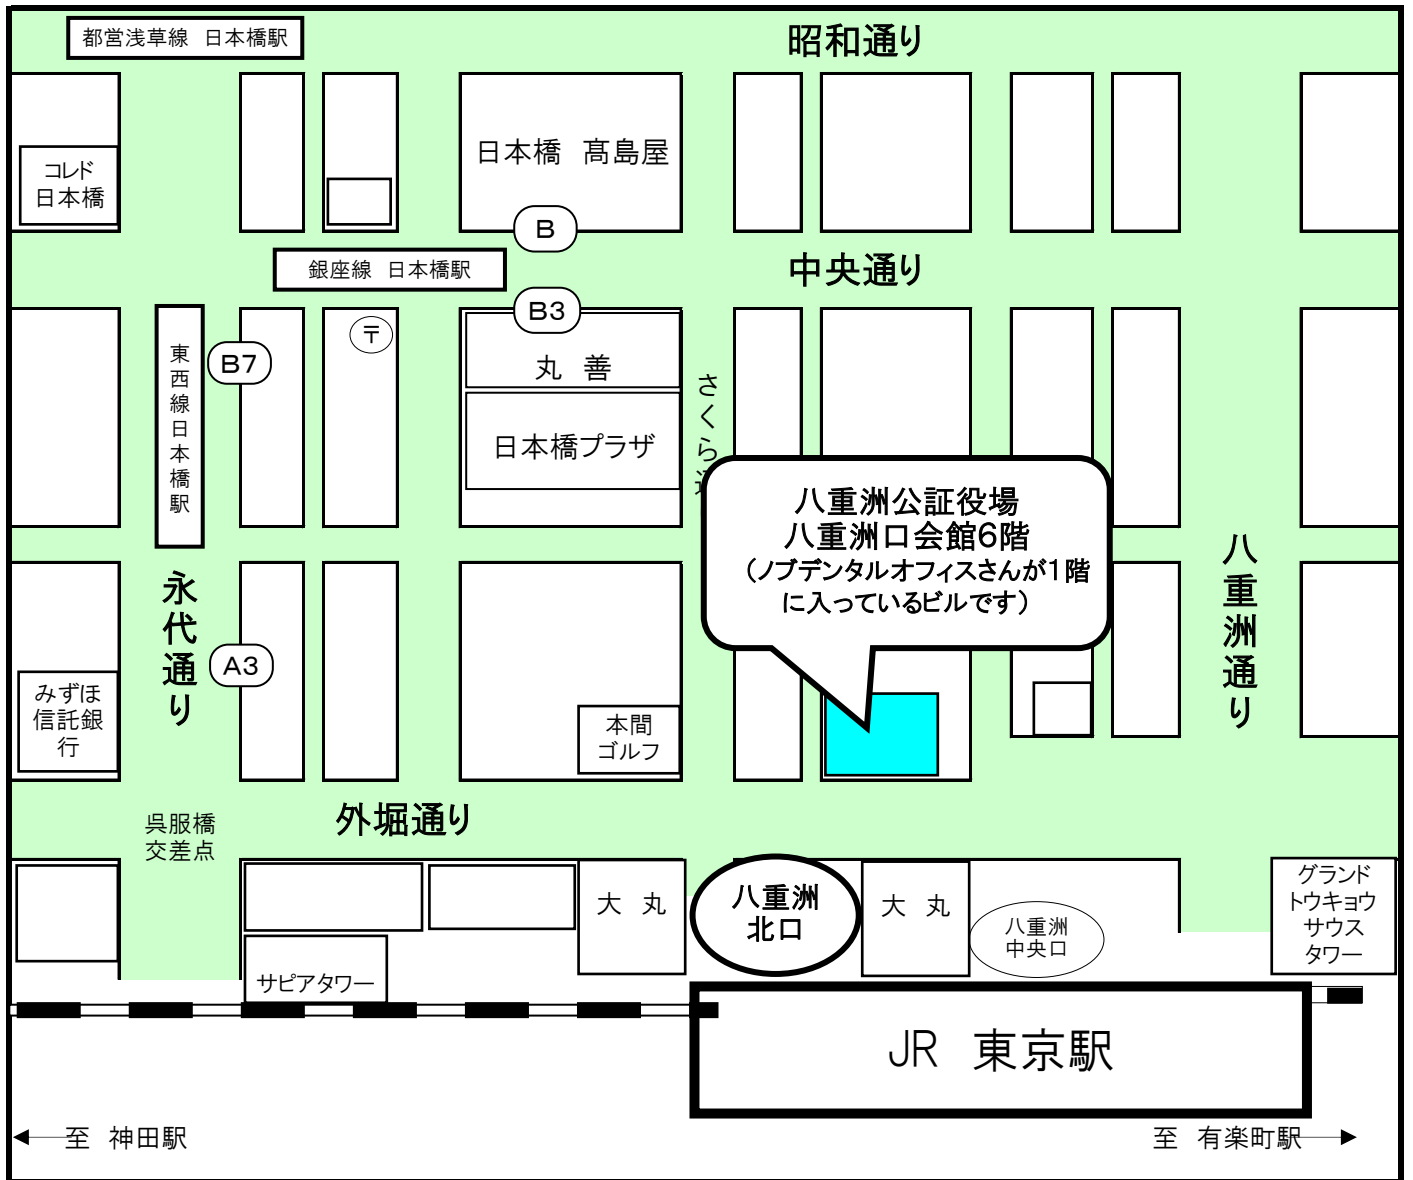 都営浅草線 日本橋駅
昭和通り
コレド
日本橋
日本橋 髙島屋
B
銀座線 日本橋駅
中央通り
B3
〒
東西線日本橋駅
B7
丸 善
日本橋プラザ
さくら通
八重洲公証役場
八重洲口会館6階
（ノブデンタルオフィスさんが1階
に入っているビルです）
永代通り
八重洲通り
A3
みずほ
信託銀
行
本間
ゴルフ
呉服橋
交差点
外堀通り
大 丸
八重洲
北口
大 丸
八重洲
中央口
グランド
トウキョウ
サウス
タワー
サピアタワー
JR 東京駅
至 神田駅
至 有楽町駅